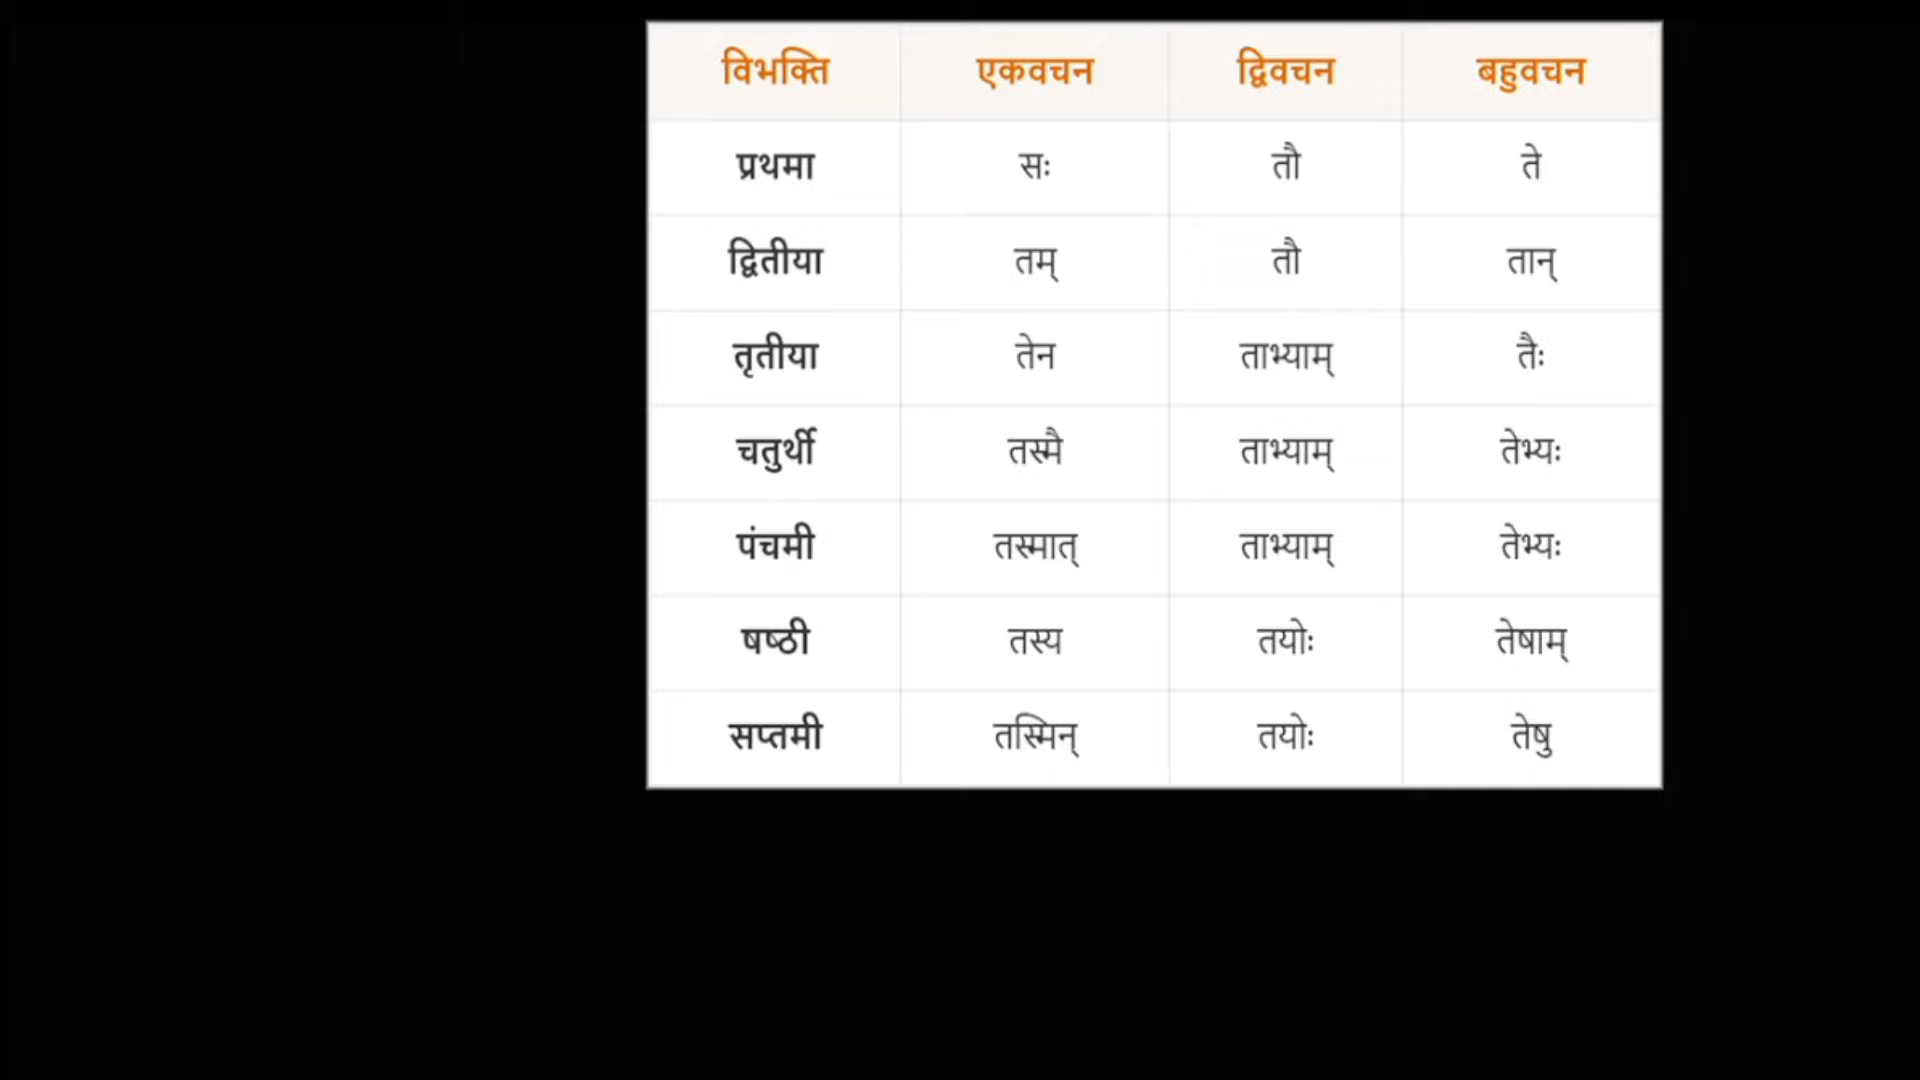 विभक्ति एकवचन द्विवचन बहुवचन
प्रथमा सः तौ ते
द्वितीया तम् तौ तान्
तृतीया तेन ताभ्याम् तैः
चतुर्थी तस्मै ताभ्याम् तेभ्यः
पंचमी तस्मात् ताभ्याम् तेभ्यः
षष्ठी तस्य तयोः तेषाम्
सप्तमी तस्मिन् तयोः तेषु